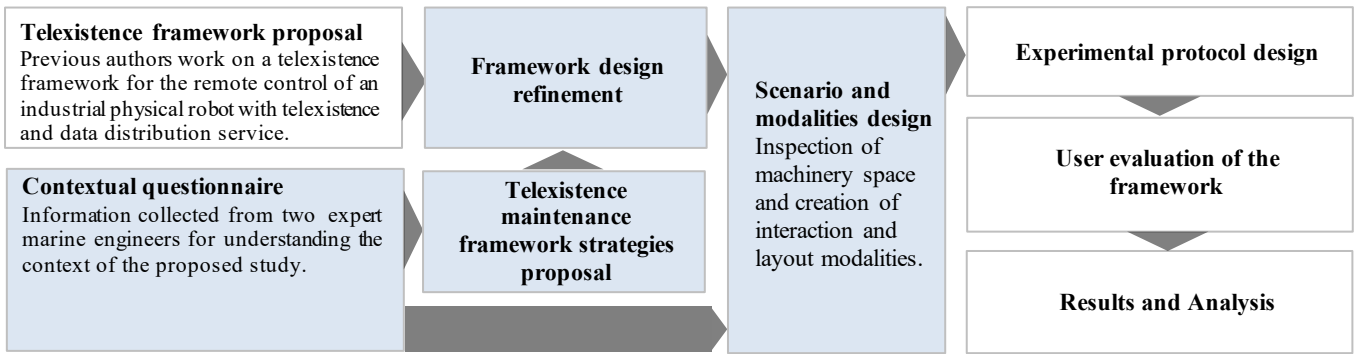 Telexistence framework proposal
Previous authors work on a telexistence
framework for the remote control of an
industrial physical robot with telexistence
and data distribution service.
Contextual questionnaire
Information collected from two expert
marine engineers for understanding the
context of the proposed study.
Framework design
refinement
Telexistence
maintenance
framework strategies
proposal
Scenario and
modalities design
Inspection of
machinery space
and creation of
interaction and
layout modalities.
Experimental protocol design
User evaluation of the
framework
Results and Analysis